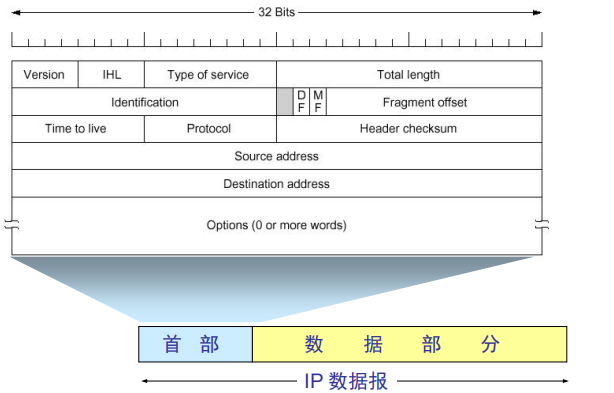 32 Bits
Version IHL Type of service Total length
Identification D F M F Fragment offset
Time to live Protocol Header checksum
Source address
Destination address
Options (0 or more words)
首 部 数 据 部 分
IP 数据报